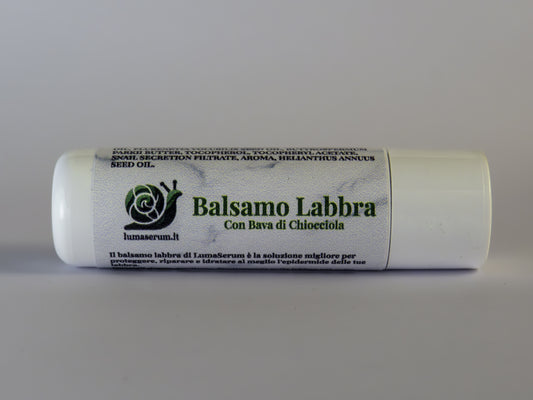 PARKII BUTTER, TOCOPHEROL, TOCOPHERYL ACETATE,
SNAIL SECRETION FILTRATE, AROMA, HELIANTHUS ANNUUS
SEED OIL.
Balsamo Labbra
Con Bava di Chiocciola
lumaserum.it
Il balsamo labbra di LumaSerum è la soluzione migliore per
proteggere, riparare e idratare al meglio l'epidermide delle tue
labbra.